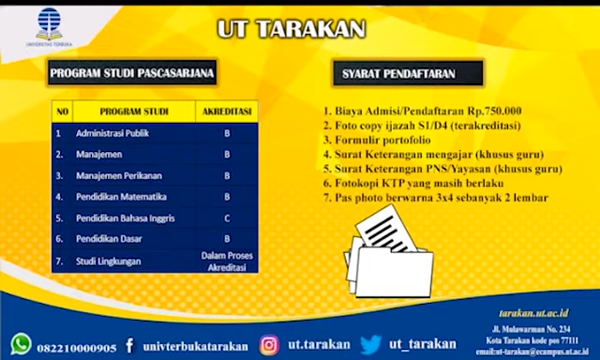 UNIVERSITAS TERBUKA
UT TARAKAN
PROGRAM STUDI PASCASARJANA
NO PROGRAM STUDI AKREDITASI
1 Administrasi Publik B
2. Manajemen B
3. Manajemen Perikanan B
4. Pendidikan Matematika B
5. Pendidikan Bahasa Inggris C
6. Pendidikan Dasar B
7. Studi Lingkungan Dalam Proses Akreditasi
SYARAT PENDAFTARAN
1. Biaya Admisi/Pendaftaran Rp.750.000
2. Foto copy ijazah S1/D4 (terakreditasi)
3. Formulir portofolio
4. Surat Keterangan mengajar (khusus guru)
5. Surat Keterangan PNS/Yayasan (khusus guru)
6. Fotokopi KTP yang masih berlaku
7. Pas photo berwarna 3x4 sebanyak 2 lembar
082210000905 univterbukatarakan ut.tarakan ut_tarakan
tarakan.ut.ac.id
Jl. Mulawarman No. 234
Kota Tarakan kode pos 77111
email:ut-tarakan@ecampus.ut.ac.id